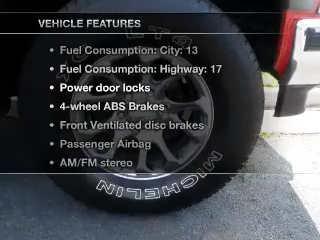 VEHICLE FEATURES
• Fuel Consumption: City: 13
• Fuel Consumption: Highway: 17
• Power door locks
• 4-wheel ABS Brakes
• Front Ventilated disc brakes
• Passenger Airbag
• AM/FM stereo
MICHELIN